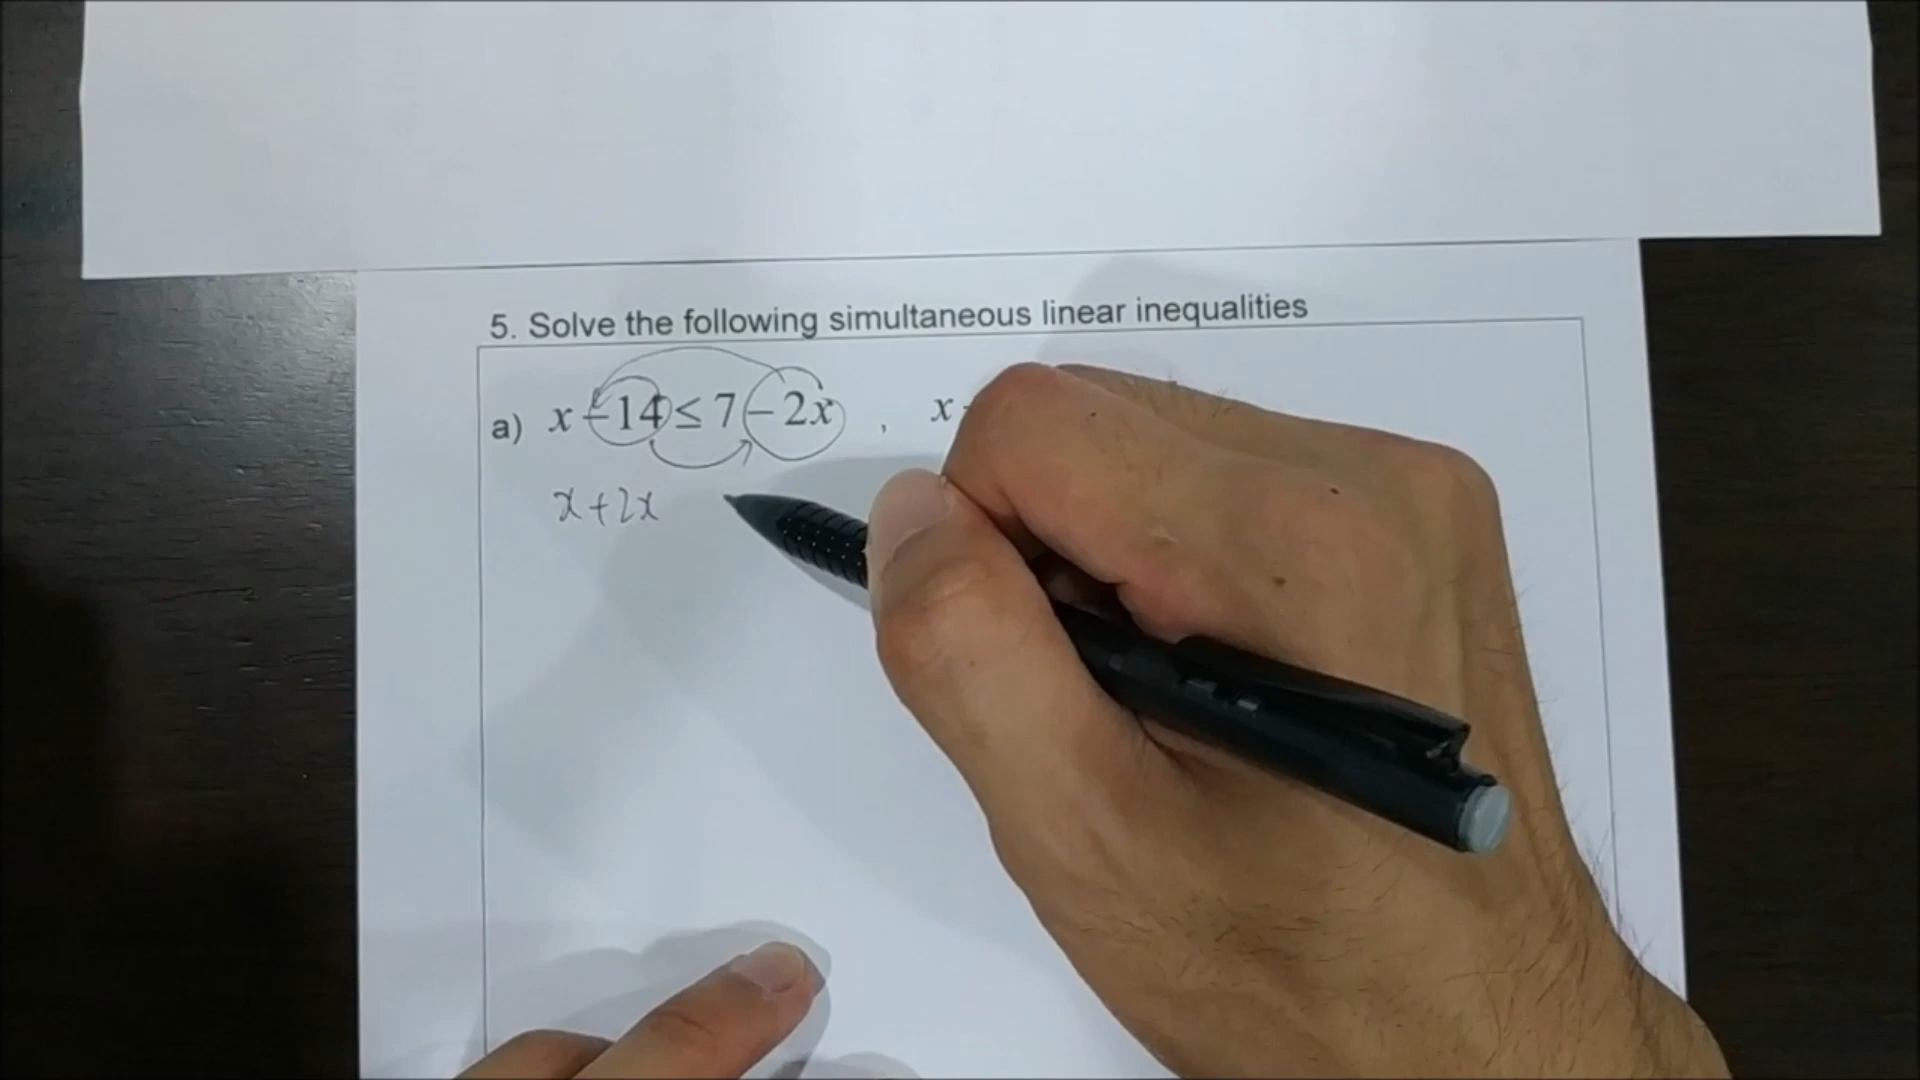 5. Solve the following simultaneous linear inequalities
a) x - 14 ≤ 7 - 2x , x
x + 2x